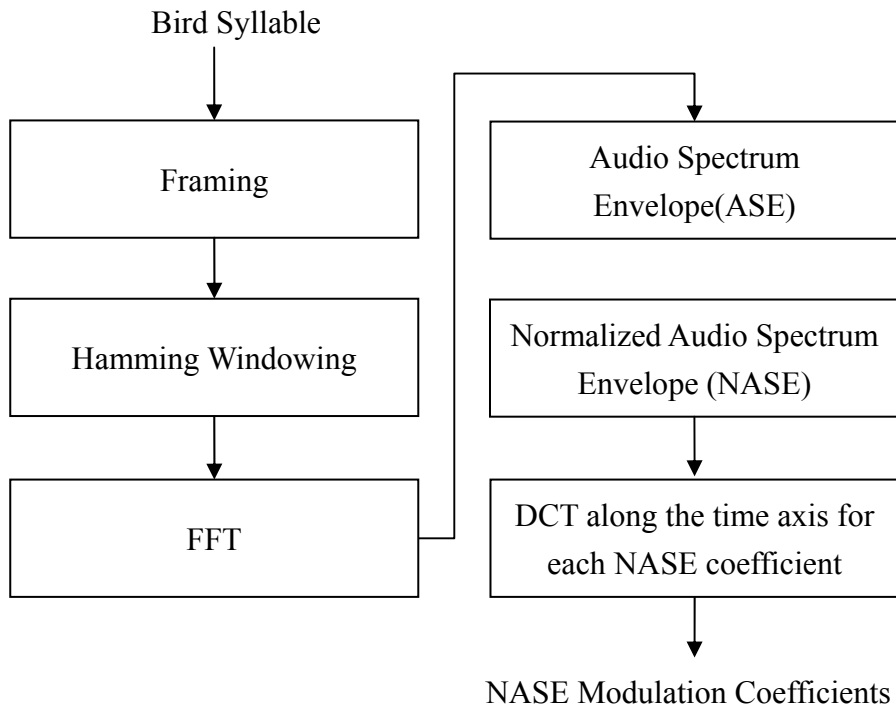 Bird Syllable
Framing
Hamming Windowing
FFT
Audio Spectrum
Envelope(ASE)
Normalized Audio Spectrum
Envelope (NASE)
DCT along the time axis for
each NASE coefficient
NASE Modulation Coefficients